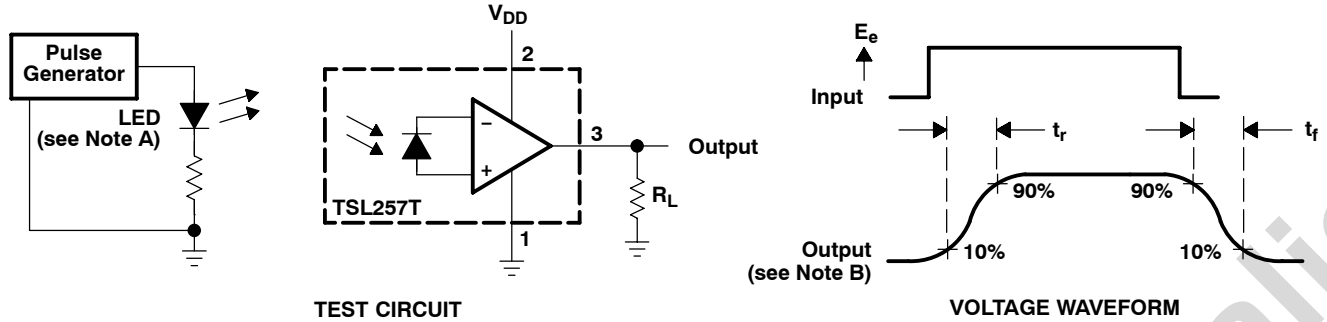 Pulse
Generator
LED
(see Note A)
V_DD
2
TSL257T
−
+
1
3
Output
R_L
TEST CIRCUIT
E_e
Input
t_r
t_f
90%
90%
10%
10%
Output
(see Note B)
VOLTAGE WAVEFORM